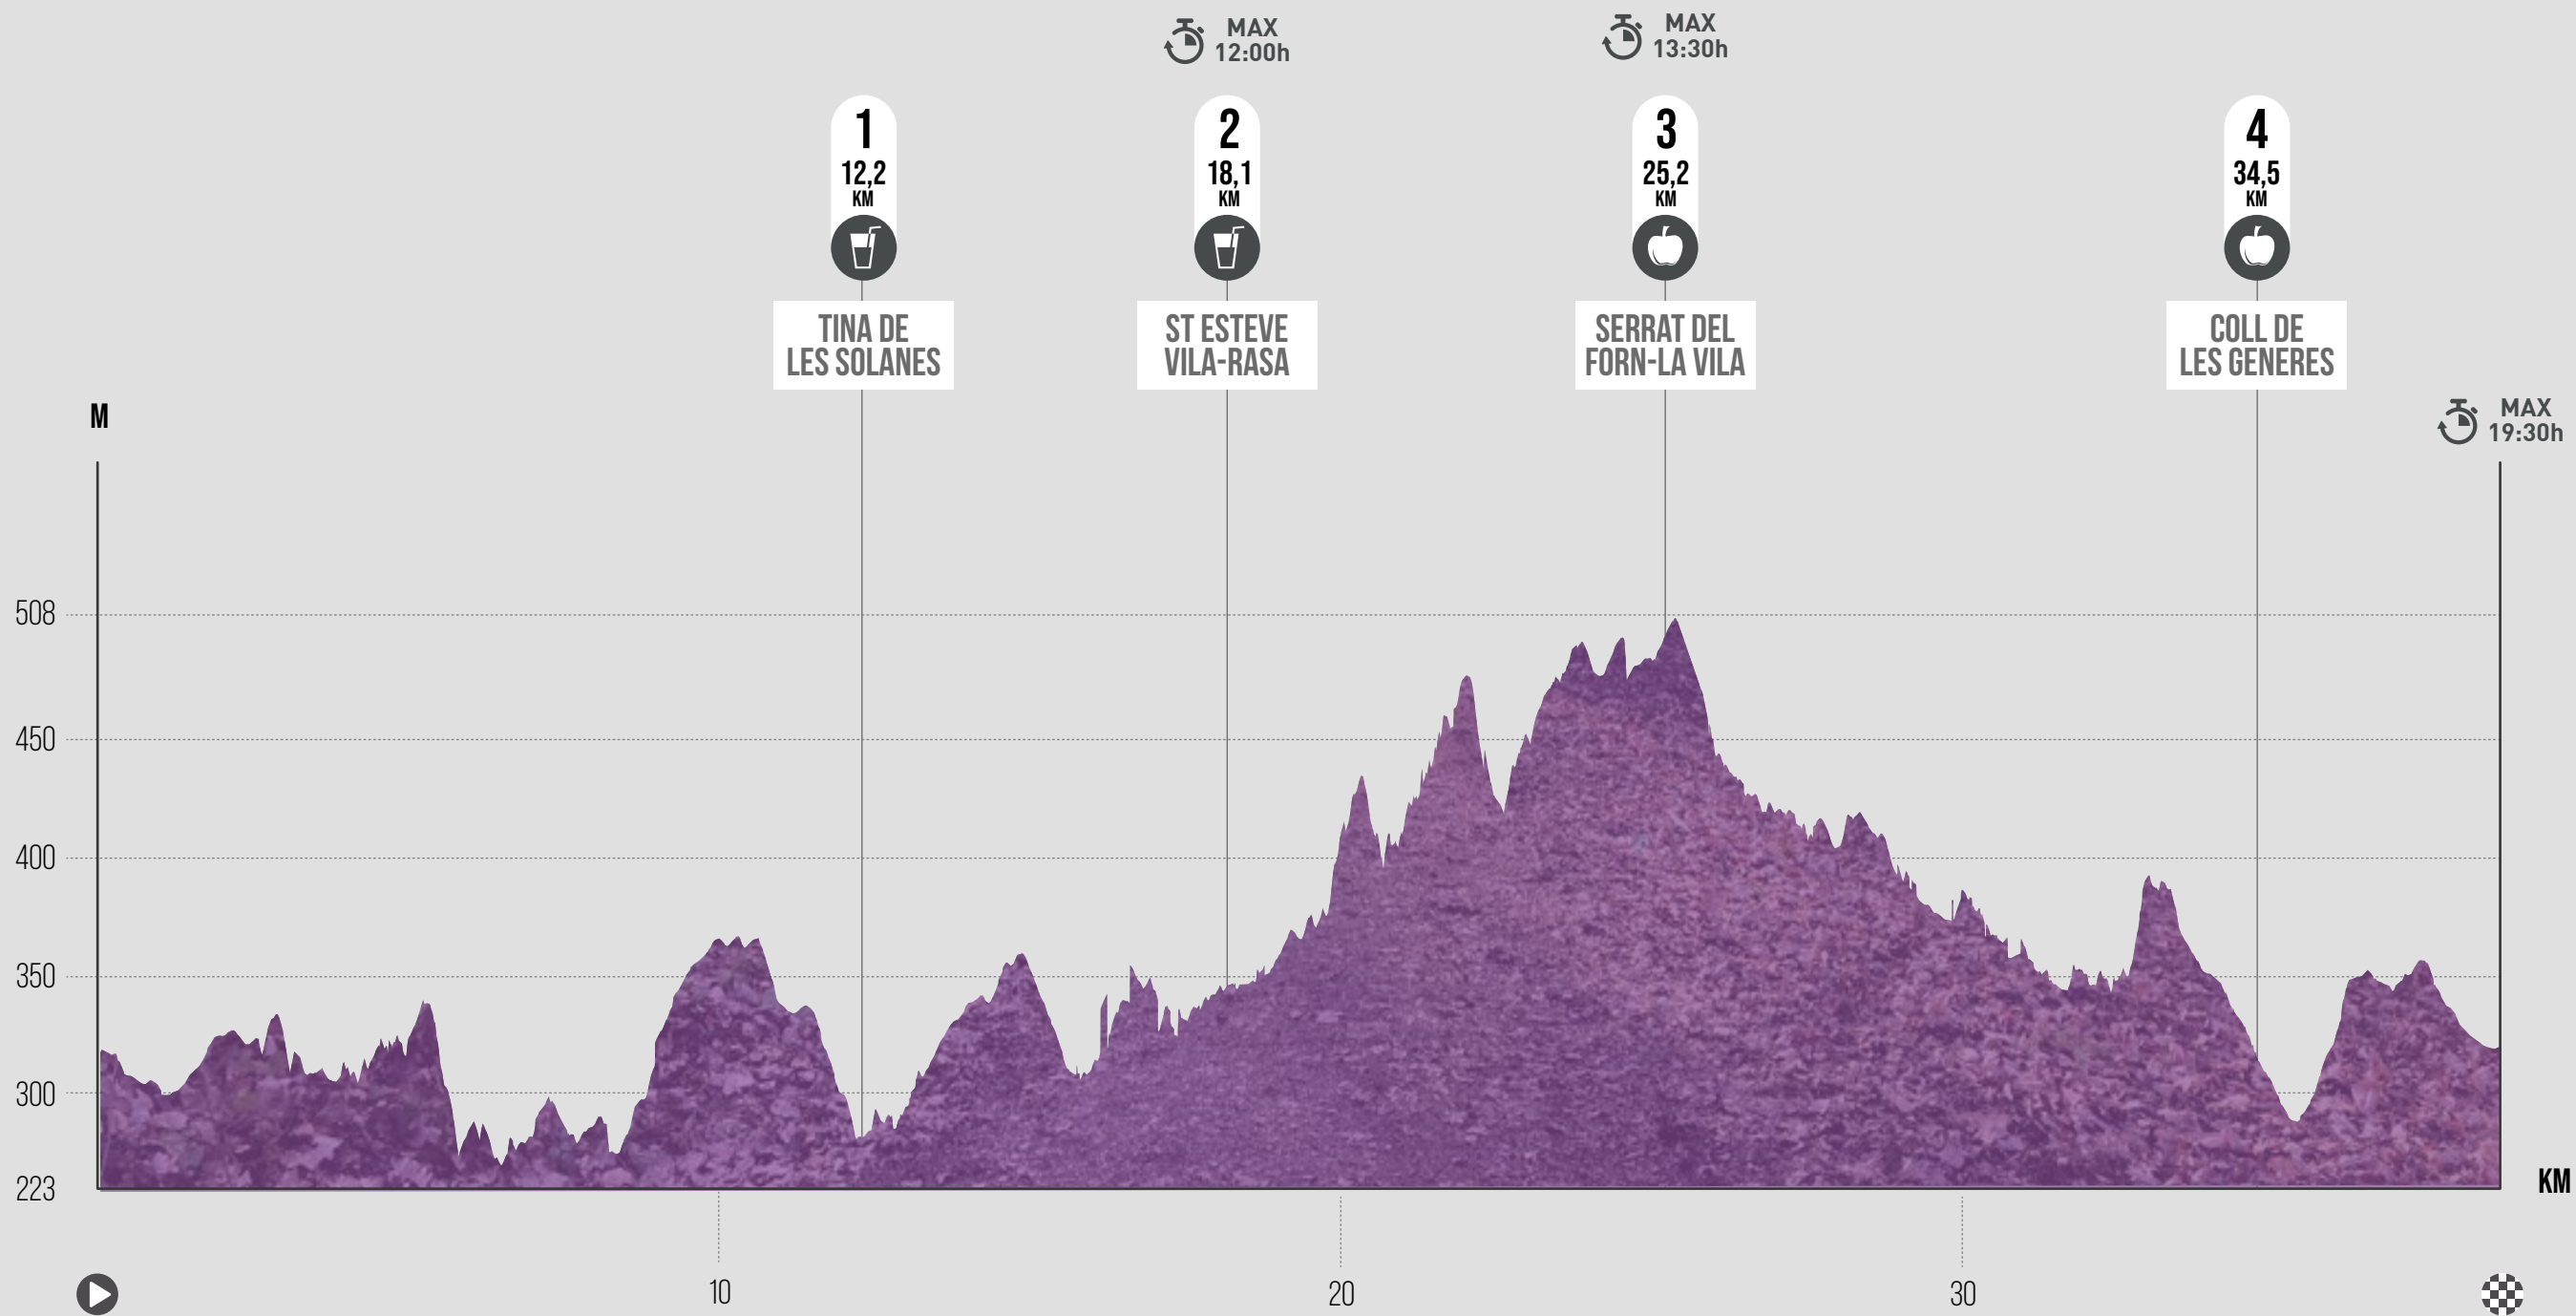 MAX
12:00h
MAX
13:30h
1
12,2
KM
2
18,1
KM
3
25,2
KM
4
34,5
KM
TINA DE
LES SOLANES
ST ESTEVE
VILA-RASA
SERRAT DEL
FORN-LA VILA
COLL DE
LES GENERES
MAX
19:30h
M
508
450
400
350
300
223
KM
10
20
30